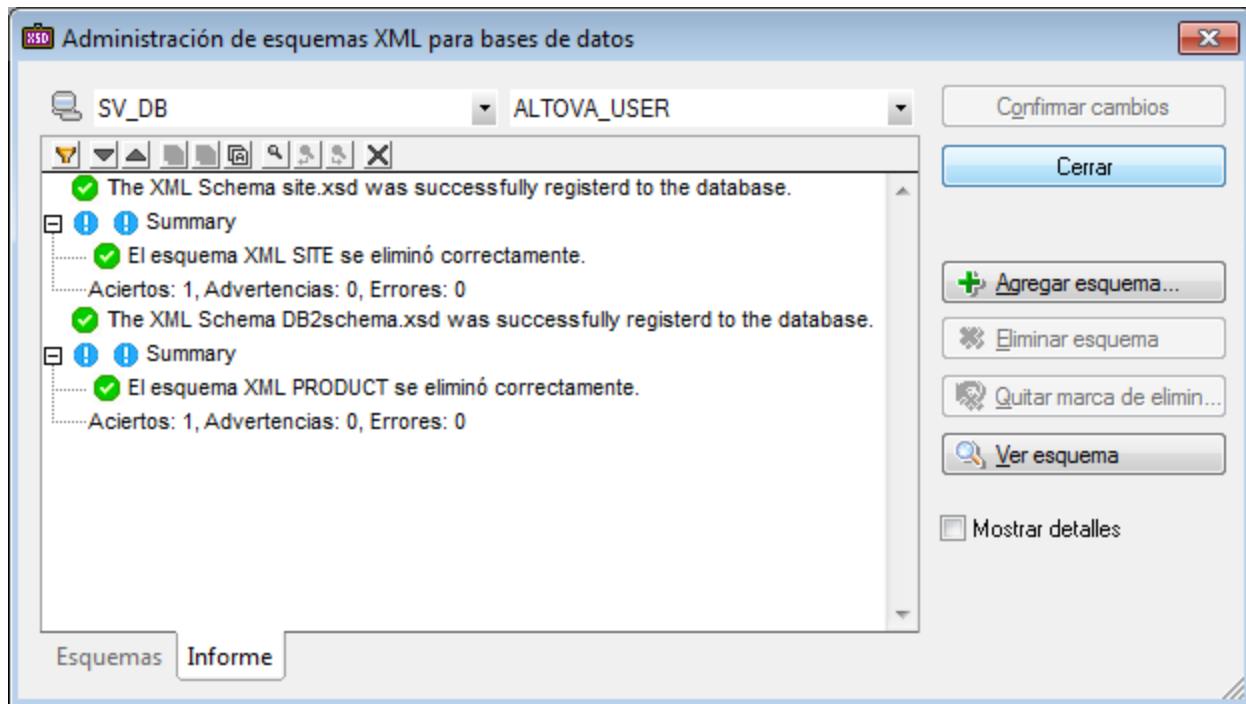 XSD Administración de esquemas XML para bases de datos
SV_DB ALTOVA_USER
Confirmar cambios
Cerrar
The XML Schema site.xsd was successfully registerd to the database.
Summary
El esquema XML SITE se eliminó correctamente.
Aciertos: 1, Advertencias: 0, Errores: 0
The XML Schema DB2schema.xsd was successfully registerd to the database.
Summary
El esquema XML PRODUCT se eliminó correctamente.
Aciertos: 1, Advertencias: 0, Errores: 0
Agregar esquema...
Eliminar esquema
Quitar marca de elimin...
Ver esquema
Mostrar detalles
Esquemas Informe